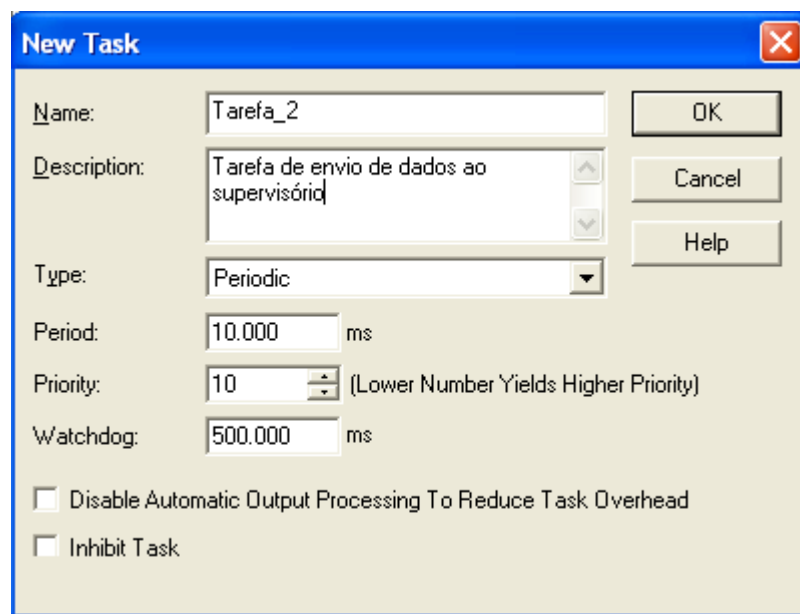 New Task
Name: Tarefa_2 OK
Description: Tarefa de envio de dados ao
supervisório
Cancel
Help
Type: Periodic
Period: 10.000 ms
Priority: 10 (Lower Number Yields Higher Priority)
Watchdog: 500.000 ms
Disable Automatic Output Processing To Reduce Task Overhead
Inhibit Task